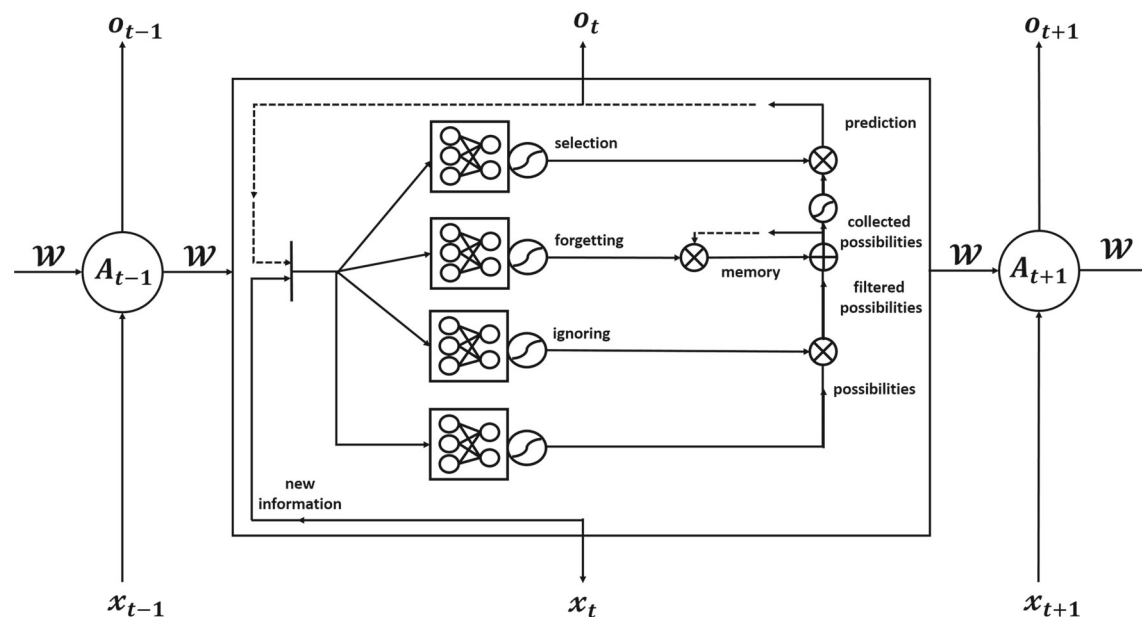 o_{t-1}
o_t
o_{t+1}
prediction
selection
collected
possibilities
forgetting
memory
W
A_{t-1}
W
W
A_{t+1}
W
filtered
possibilities
ignoring
possibilities
new
information
x_{t-1}
x_t
x_{t+1}